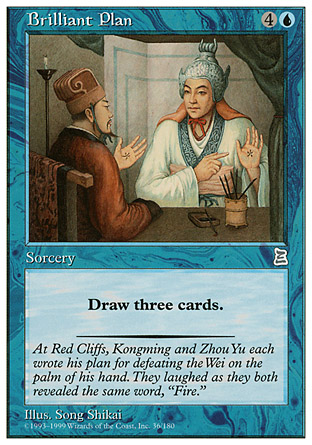 Brilliant Plan 4
Sorcery
Draw three cards.
At Red Cliffs, Kongming and Zhou Yu each
wrote his plan for defeating the Wei on the
palm of his hand. They laughed as they both
revealed the same word, “Fire.”
Illus. Song Shikai
©1993-1999 Wizards of the Coast, Inc. 36/180